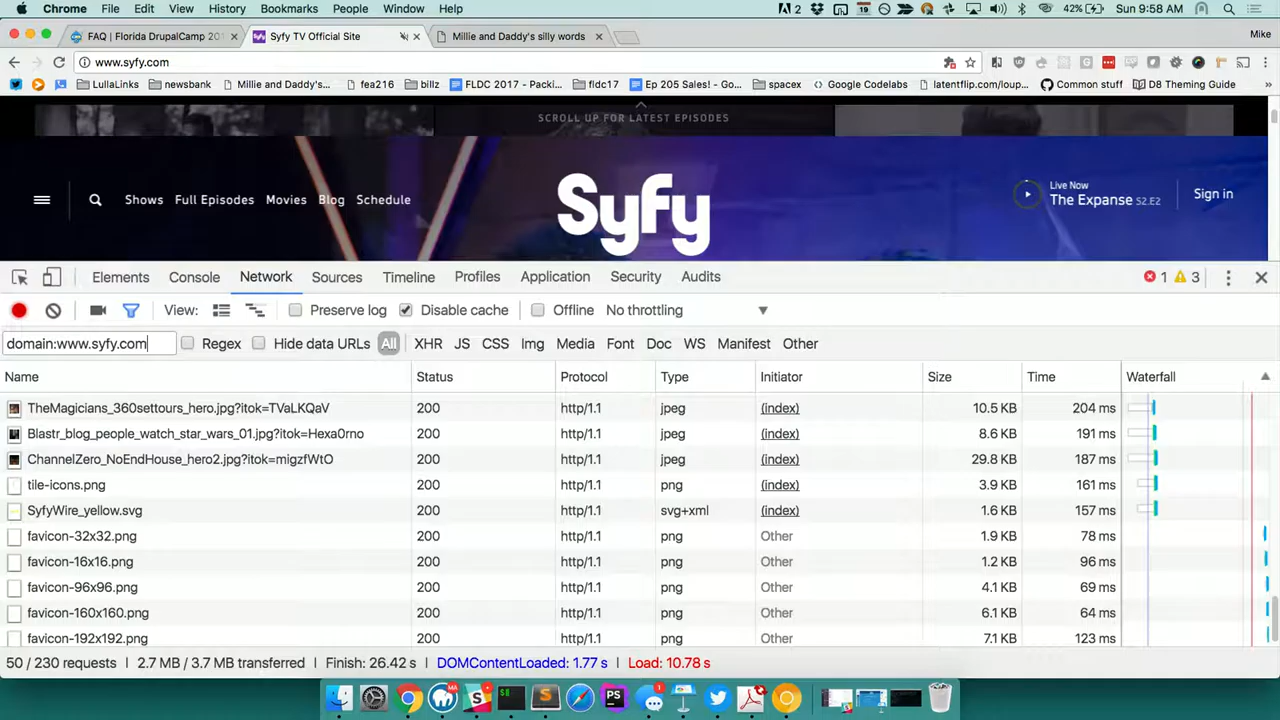 Chrome File Edit View History Bookmarks People Window Help 2 19 42% Sun 9:58 AM
FAQ | Florida DrupalCamp 20 Syfy TV Official Site Millie and Daddy's silly words Mike
www.syfy.com
LullaLinks newsbank Millie and Daddy's... fea216 billz FLDC 2017 - Packi... fldc17 Ep 205 Sales! - Go... spacex Google Codelabs latentflip.com/loup... Common stuff D8 Theming Guide »
SCROLL UP FOR LATEST EPISODES
Shows Full Episodes Movies Blog Schedule Syfy Live Now Sign in
The Expanse S2.E2
Elements Console Network Sources Timeline Profiles Application Security Audits 1 3
View: Preserve log Disable cache Offline No throttling
domain:www.syfy.com Regex Hide data URLs All XHR JS CSS Img Media Font Doc WS Manifest Other
Name Status Protocol Type Initiator Size Time Waterfall
TheMagicians_360settours_hero.jpg?itok=TVaLKQaV 200 http/1.1 jpeg (index) 10.5 KB 204 ms
Blastr_blog_people_watch_star_wars_01.jpg?itok=Hexa0rno 200 http/1.1 jpeg (index) 8.6 KB 191 ms
ChannelZero_NoEndHouse_hero2.jpg?itok=migzfWtO 200 http/1.1 jpeg (index) 29.8 KB 187 ms
tile-icons.png 200 http/1.1 png (index) 3.9 KB 161 ms
SyfyWire_yellow.svg 200 http/1.1 svg+xml (index) 1.6 KB 157 ms
favicon-32x32.png 200 http/1.1 png Other 1.9 KB 78 ms
favicon-16x16.png 200 http/1.1 png Other 1.2 KB 96 ms
favicon-96x96.png 200 http/1.1 png Other 4.1 KB 69 ms
favicon-160x160.png 200 http/1.1 png Other 6.1 KB 64 ms
favicon-192x192.png 200 http/1.1 png Other 7.1 KB 123 ms
50 / 230 requests | 2.7 MB / 3.7 MB transferred | Finish: 26.42 s | DOMContentLoaded: 1.77 s | Load: 10.78 s